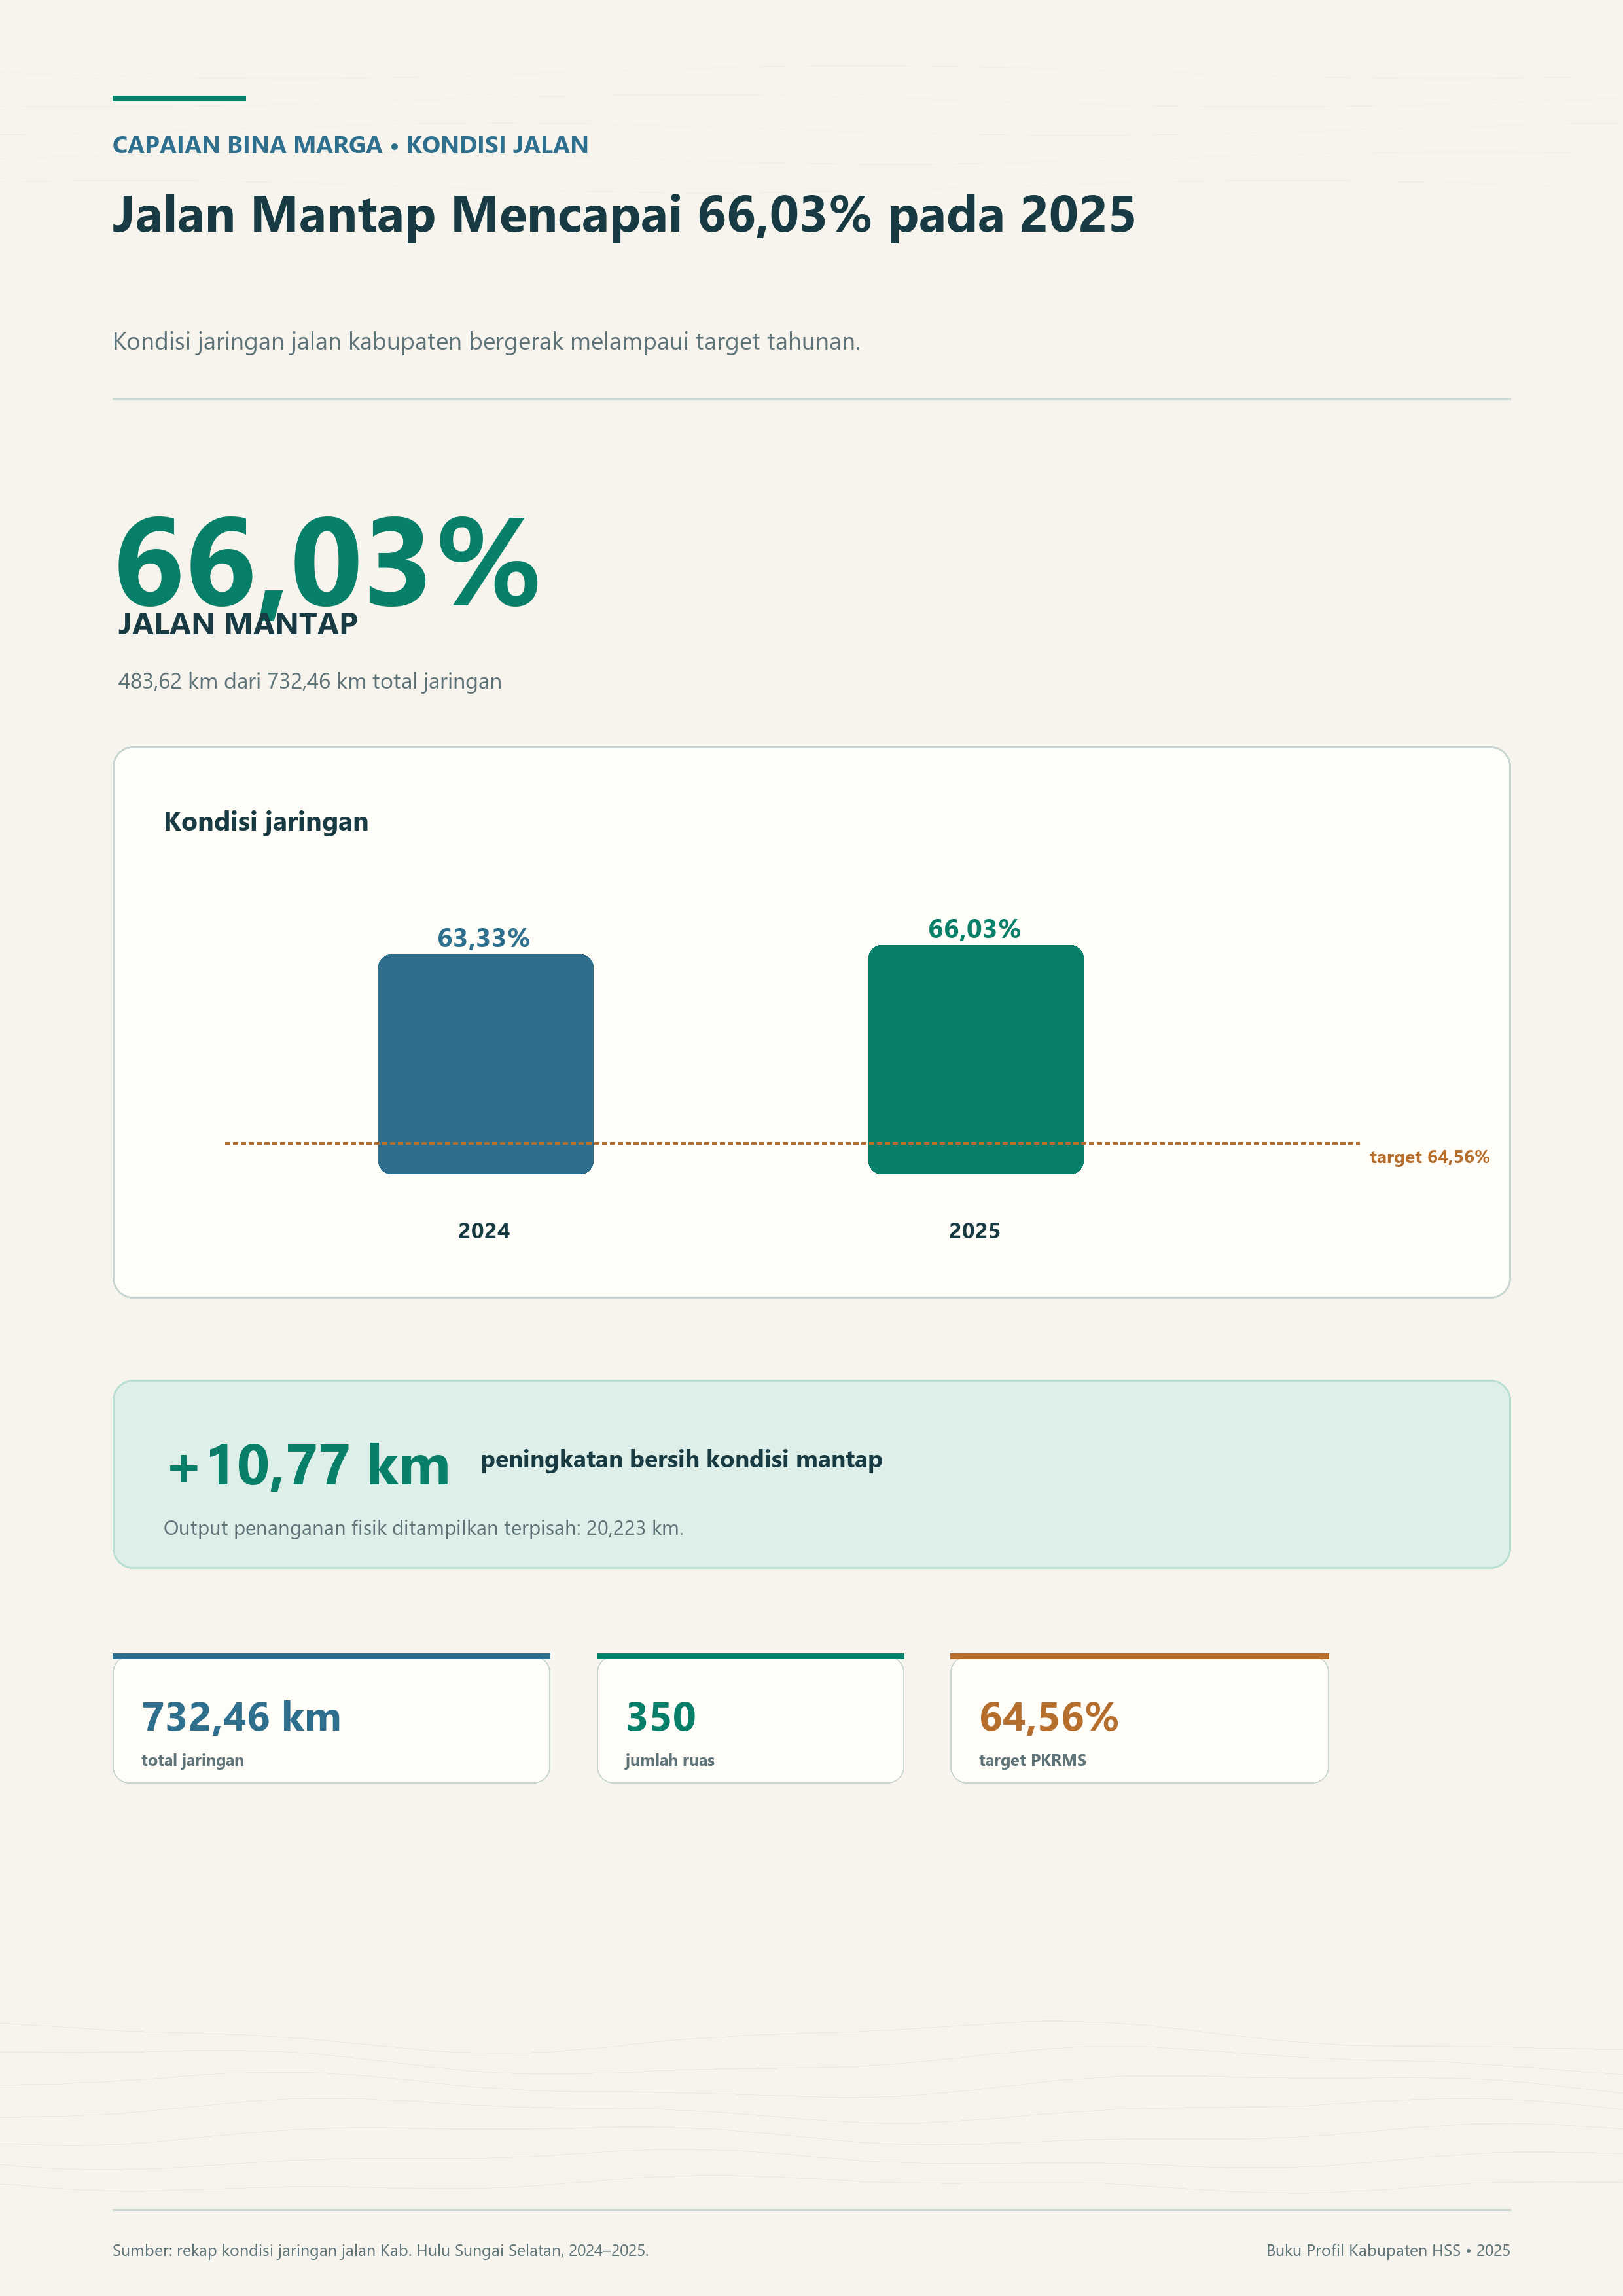 CAPAIAN BINA MARGA • KONDISI JALAN
Jalan Mantap Mencapai 66,03% pada 2025
Kondisi jaringan jalan kabupaten bergerak melampaui target tahunan.
66,03%
JALAN MANTAP
483,62 km dari 732,46 km total jaringan
Kondisi jaringan
63,33%
66,03%
target 64,56%
2024
2025
+10,77 km peningkatan bersih kondisi mantap
Output penanganan fisik ditampilkan terpisah: 20,223 km.
732,46 km
total jaringan
350
jumlah ruas
64,56%
target PKRMS
Sumber: rekap kondisi jaringan jalan Kab. Hulu Sungai Selatan, 2024–2025.
Buku Profil Kabupaten HSS • 2025